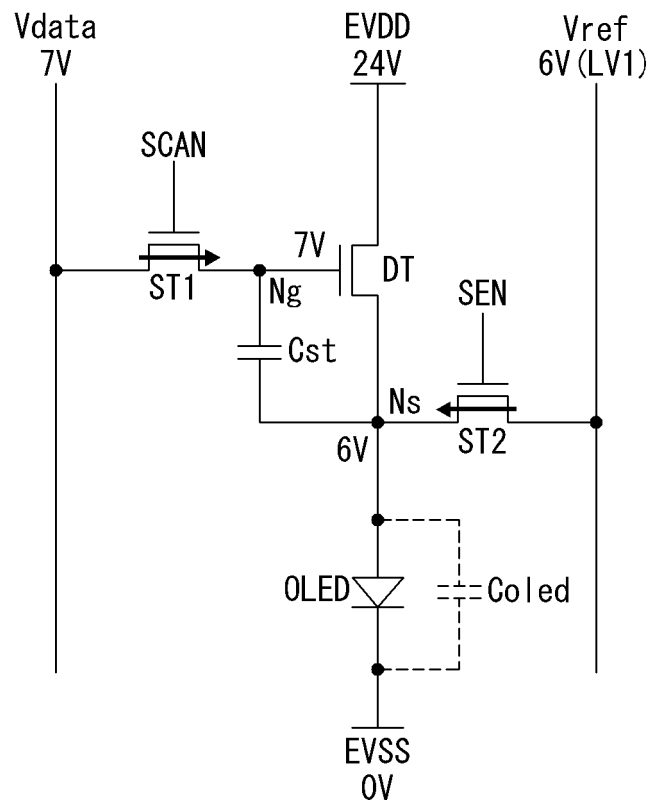 Vdata
7V
EVDD
24V
Vref
6V(LV1)
SCAN
7V
DT
ST1
Ng
SEN
Cst
Ns
6V
ST2
OLED
Coled
EVSS
0V